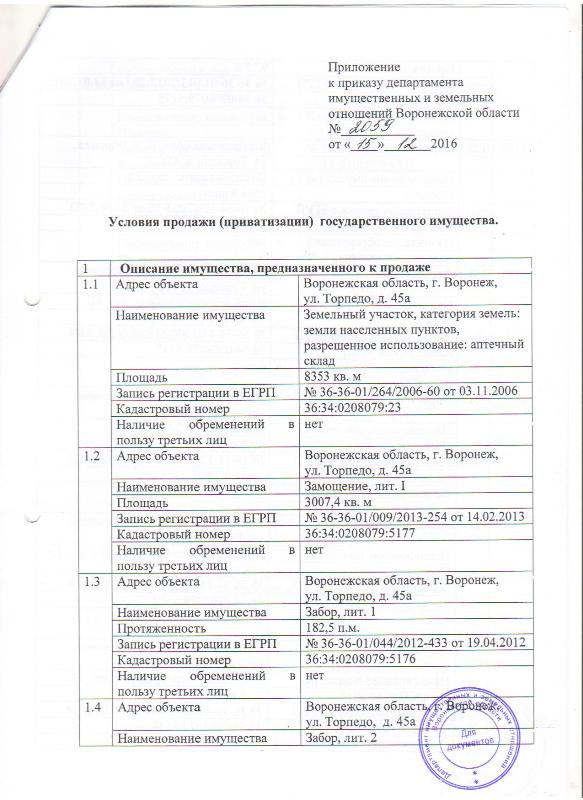 Приложение
к приказу департамента
имущественных и земельных
отношений Воронежской области
№ 2059
от «15» 12 2016
Условия продажи (приватизации) государственного имущества.
1 Описание имущества, предназначенного к продаже
1.1 Адрес объекта Воронежская область, г. Воронеж,
ул. Торпедо, д. 45а
Наименование имущества Земельный участок, категория земель:
земли населенных пунктов,
разрешенное использование: аптечный
склад
Площадь 8353 кв. м
Запись регистрации в ЕГРП № 36-36-01/264/2006-60 от 03.11.2006
Кадастровый номер 36:34:0208079:23
Наличие обременений в нет
пользу третьих лиц
1.2 Адрес объекта Воронежская область, г. Воронеж,
ул. Торпедо, д. 45а
Наименование имущества Замощение, лит. I
Площадь 3007,4 кв. м
Запись регистрации в ЕГРП № 36-36-01/009/2013-254 от 14.02.2013
Кадастровый номер 36:34:0208079:5177
Наличие обременений в нет
пользу третьих лиц
1.3 Адрес объекта Воронежская область, г. Воронеж,
ул. Торпедо, д. 45а
Наименование имущества Забор, лит. 1
Протяженность 182,5 п.м.
Запись регистрации в ЕГРП № 36-36-01/044/2012-433 от 19.04.2012
Кадастровый номер 36:34:0208079:5176
Наличие обременений в нет
пользу третьих лиц
1.4 Адрес объекта Воронежская область, г. Воронеж,
ул. Торпедо, д. 45а
Наименование имущества Забор, лит. 2
Департамент имущественных и земельных отношений
Воронежской области
Для
документов